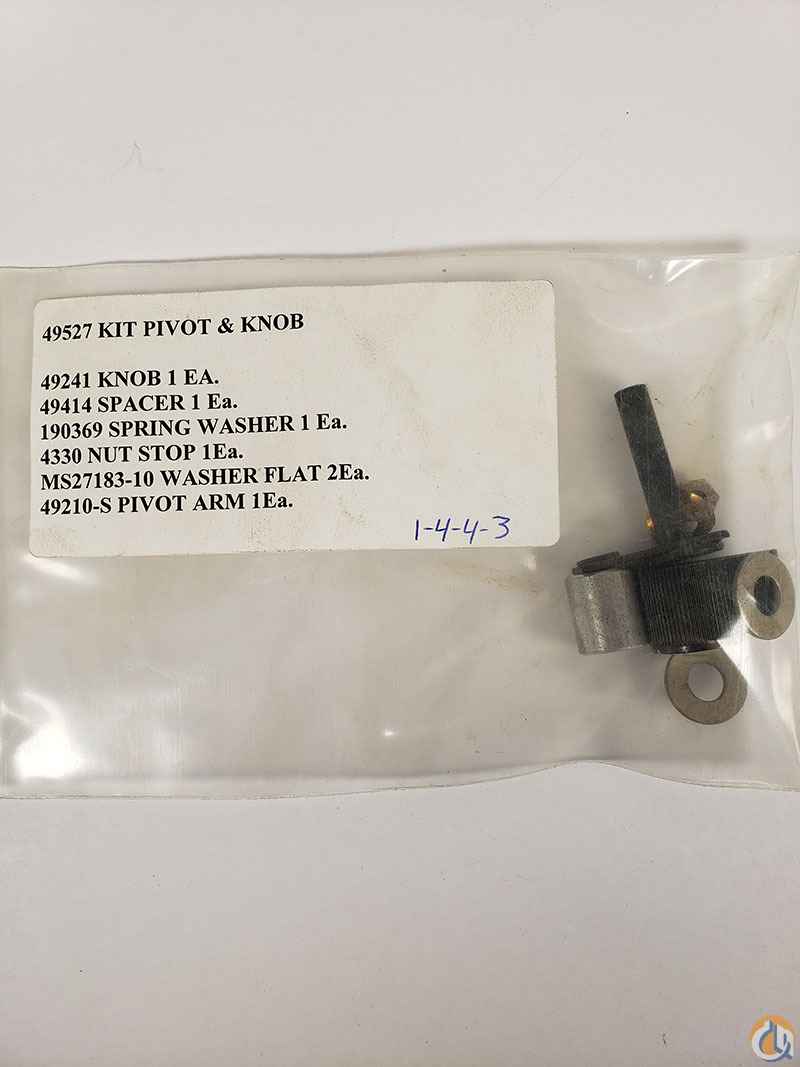 49527 KIT PIVOT & KNOB
49241 KNOB 1 EA.
49414 SPACER 1 Ea.
190369 SPRING WASHER 1 Ea.
4330 NUT STOP 1Ea.
MS27183-10 WASHER FLAT 2Ea.
49210-S PIVOT ARM 1Ea.
1-4-4-3